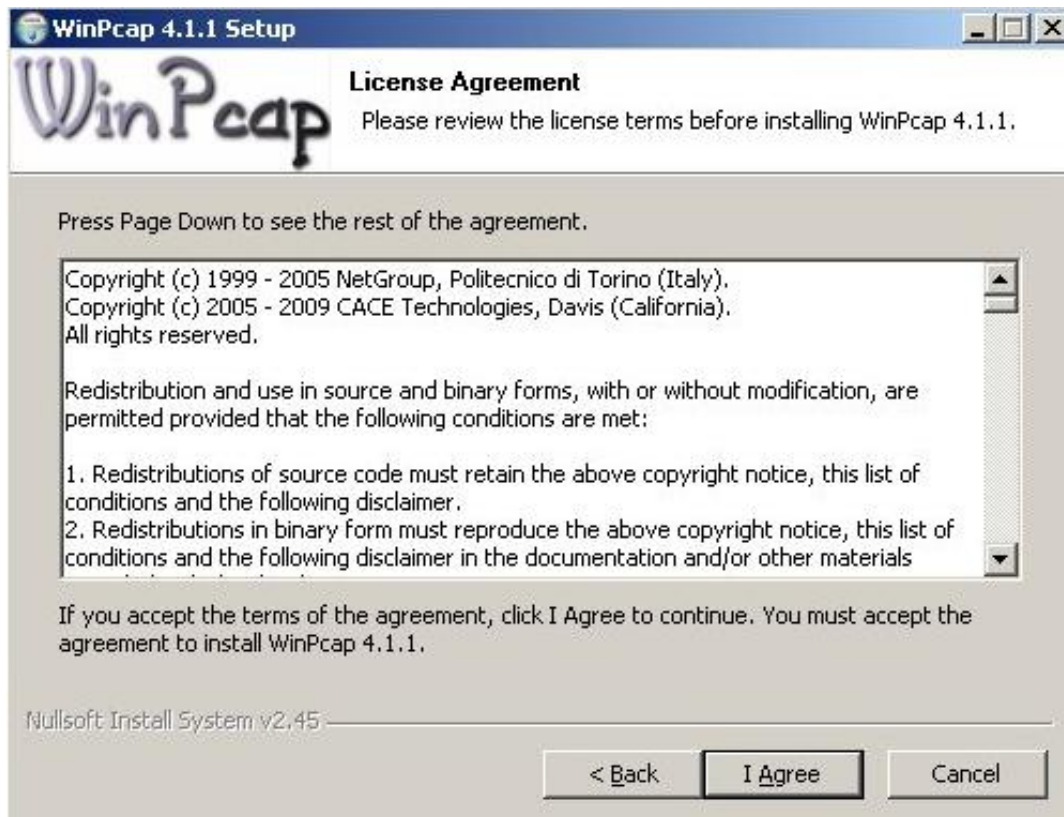 WinPcap 4.1.1 Setup
WinPcap
License Agreement
Please review the license terms before installing WinPcap 4.1.1.
Press Page Down to see the rest of the agreement.
Copyright (c) 1999 - 2005 NetGroup, Politecnico di Torino (Italy).
Copyright (c) 2005 - 2009 CACE Technologies, Davis (California).
All rights reserved.
Redistribution and use in source and binary forms, with or without modification, are
permitted provided that the following conditions are met:
1. Redistributions of source code must retain the above copyright notice, this list of
conditions and the following disclaimer.
2. Redistributions in binary form must reproduce the above copyright notice, this list of
conditions and the following disclaimer in the documentation and/or other materials
If you accept the terms of the agreement, click I Agree to continue. You must accept the
agreement to install WinPcap 4.1.1.
Nullsoft Install System v2.45
< Back
I Agree
Cancel